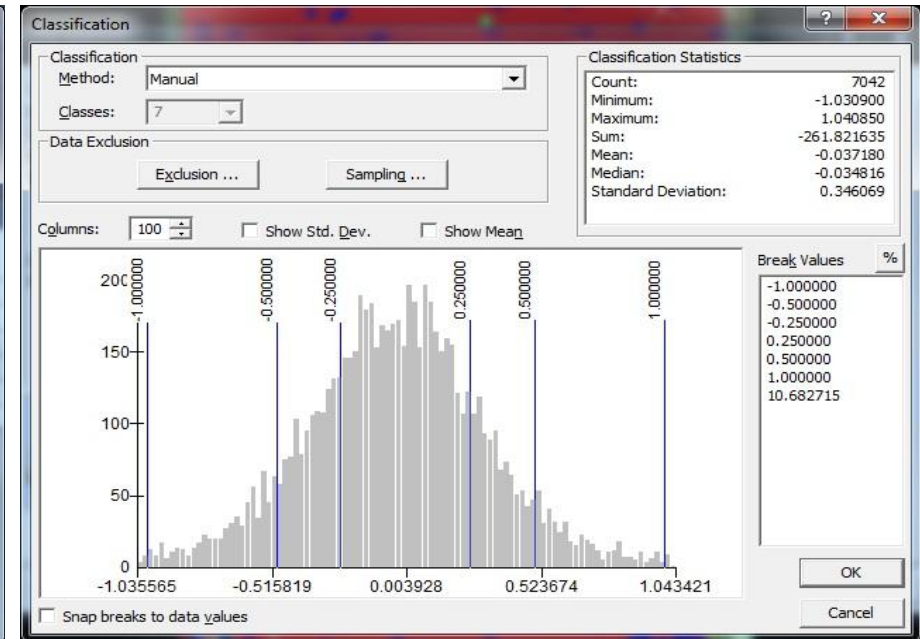 Classification
Classification
Method: Manual
Classes: 7
Data Exclusion
Exclusion ... Sampling ...
Classification Statistics
Count: 7042
Minimum: -1.030900
Maximum: 1.040850
Sum: -261.821635
Mean: -0.037180
Median: -0.034816
Standard Deviation: 0.346069
Columns: 100 Show Std. Dev. Show Mean
Break Values %
-1.000000
-0.500000
-0.250000
0.250000
0.500000
1.000000
10.682715
-1.000000 -0.500000 -0.250000 0.250000 0.500000 1.000000
200
150
100
50
0
-1.035565 -0.515819 0.003928 0.523674 1.043421
Snap breaks to data values
OK
Cancel